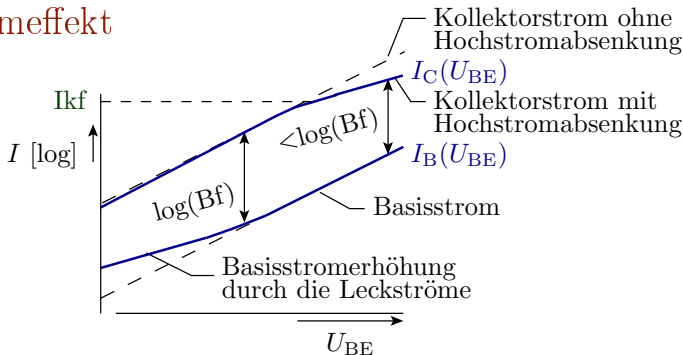 meffekt
Kollektorstrom ohne
Hochstromabsenkung
Ikf
I_C(U_BE)
Kollektorstrom mit
Hochstromabsenkung
I [log]
<log(Bf)
I_B(U_BE)
log(Bf)
Basisstrom
Basisstromerhöhung
durch die Leckströme
U_BE